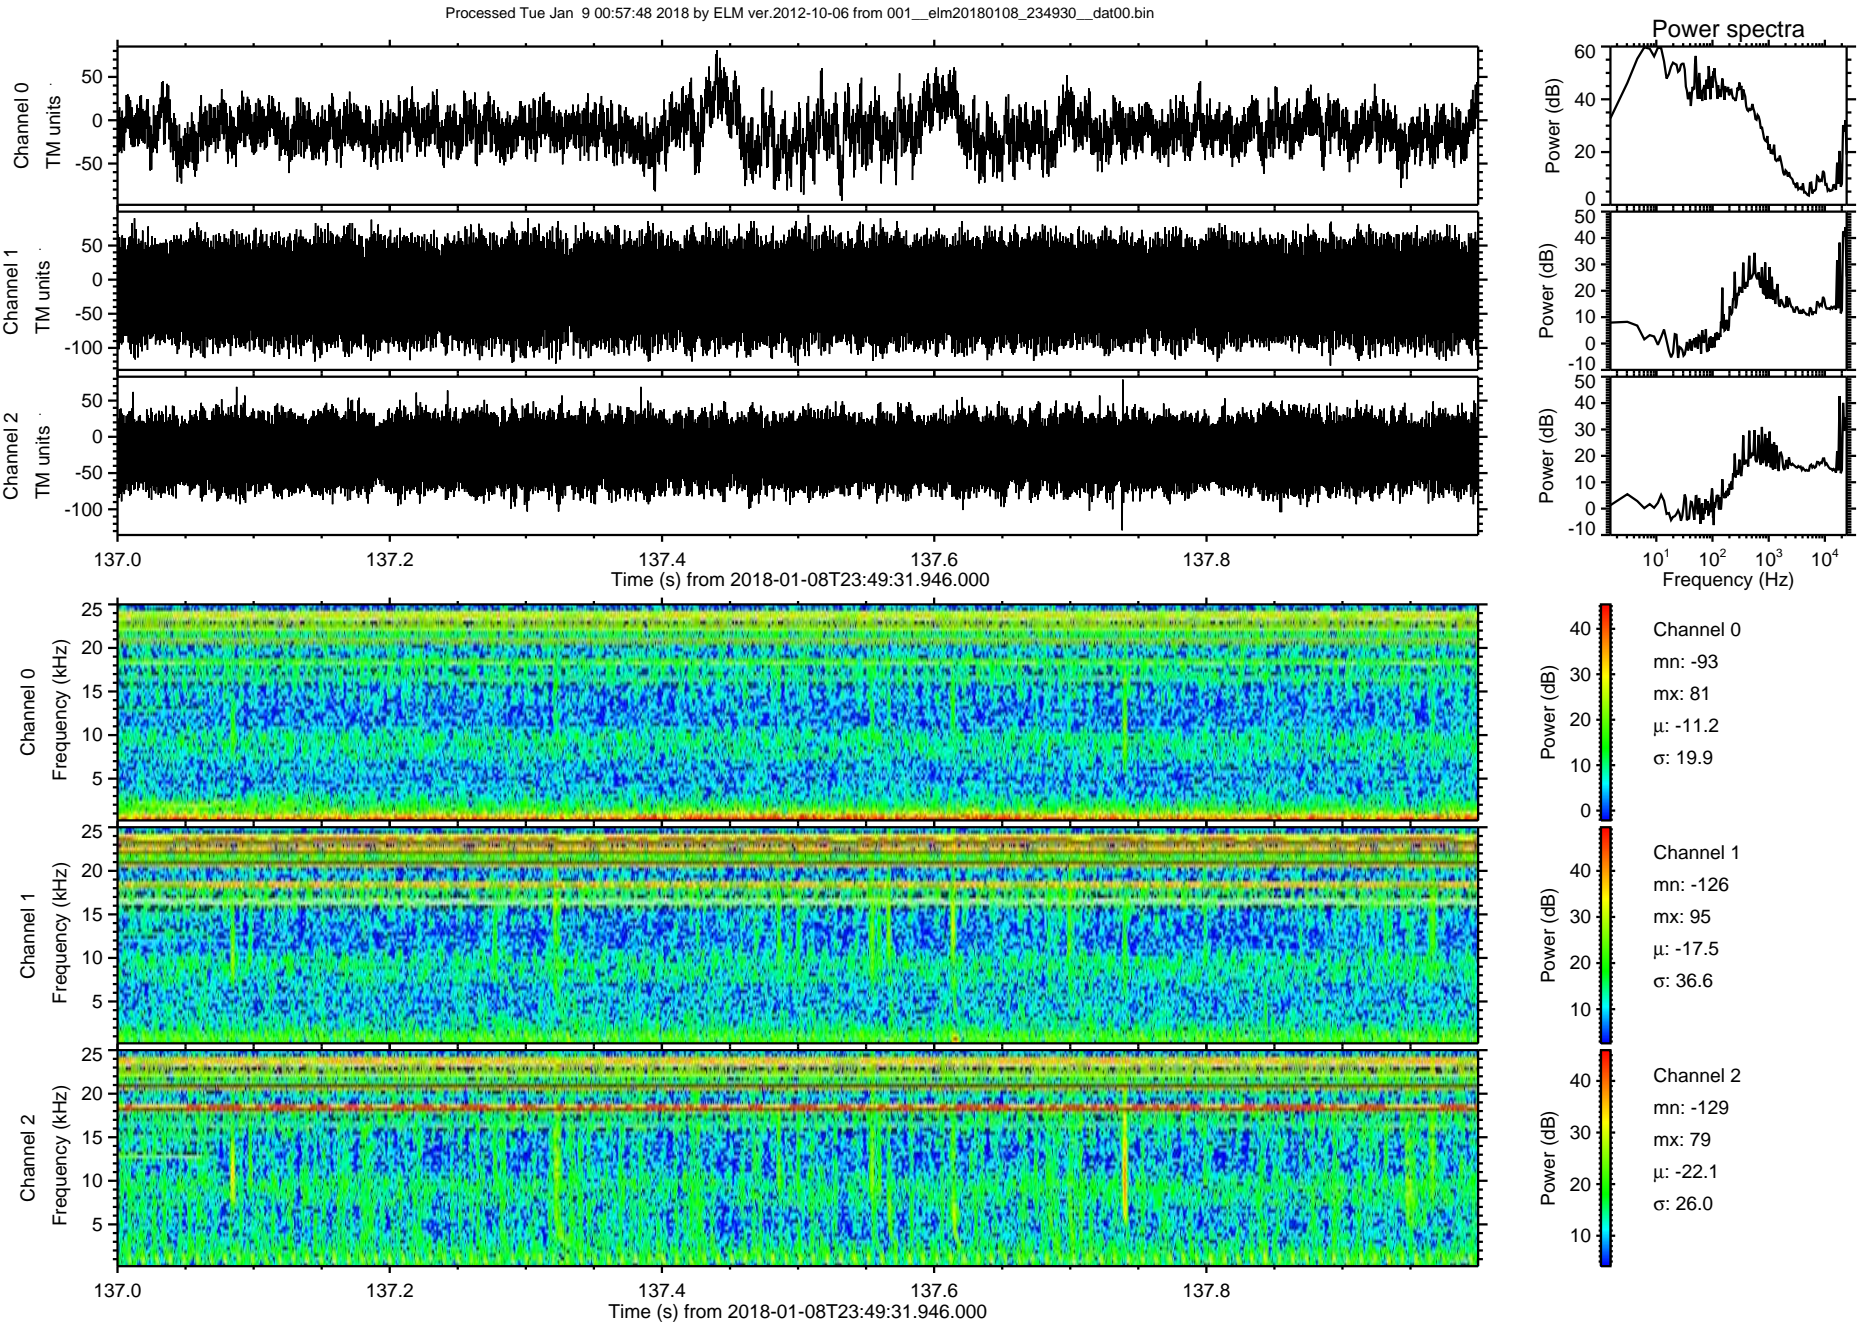 Processed Tue Jan  9 00:57:48 2018 by ELM ver.2012-10-06 from 001__elm20180108_234930__dat00.bin
Power spectra
Channel 0
TM units
50
0
-50
Power (dB)
60
40
20
0
Channel 1
TM units
50
0
-50
-100
Power (dB)
50
40
30
20
10
0
-10
Channel 2
TM units
50
0
-50
-100
Power (dB)
50
40
30
20
10
0
-10
137.0 137.2 137.4 137.6 137.8
Time (s) from 2018-01-08T23:49:31.946.000
10^1 10^2 10^3 10^4
Frequency (Hz)
Channel 0
Frequency (kHz)
25
20
15
10
5
Power (dB)
40
30
20
10
0
Channel 0
mn: -93
mx: 81
μ: -11.2
σ: 19.9
Channel 1
Frequency (kHz)
25
20
15
10
5
Power (dB)
40
30
20
10
Channel 1
mn: -126
mx: 95
μ: -17.5
σ: 36.6
Channel 2
Frequency (kHz)
25
20
15
10
5
Power (dB)
40
30
20
10
Channel 2
mn: -129
mx: 79
μ: -22.1
σ: 26.0
137.0 137.2 137.4 137.6 137.8
Time (s) from 2018-01-08T23:49:31.946.000